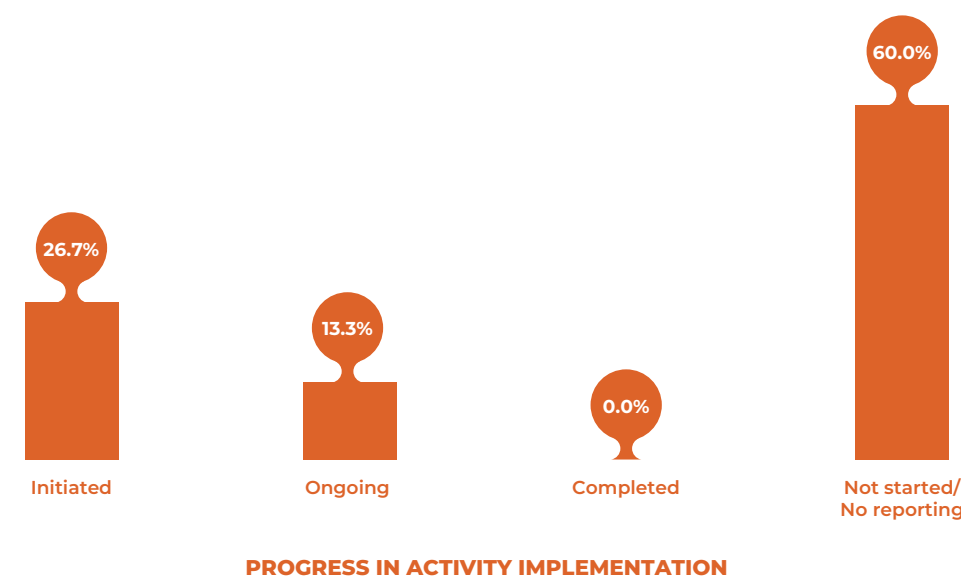 60.0%
26.7%
13.3%
0.0%
Initiated
Ongoing
Completed
Not started/
No reporting
PROGRESS IN ACTIVITY IMPLEMENTATION